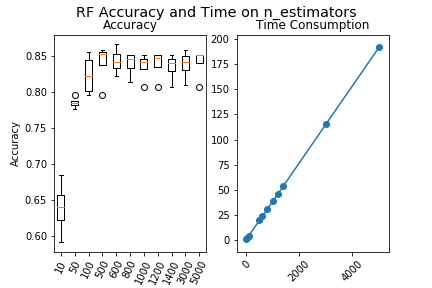 RF Accuracy and Time on n_estimators
Accuracy
Time Consumption
Accuracy
0.85
0.80
0.75
0.70
0.65
0.60
10 50 100 500 600 800 1000 1200 1400 3000 5000
200
175
150
125
100
75
50
25
0
0 2000 4000